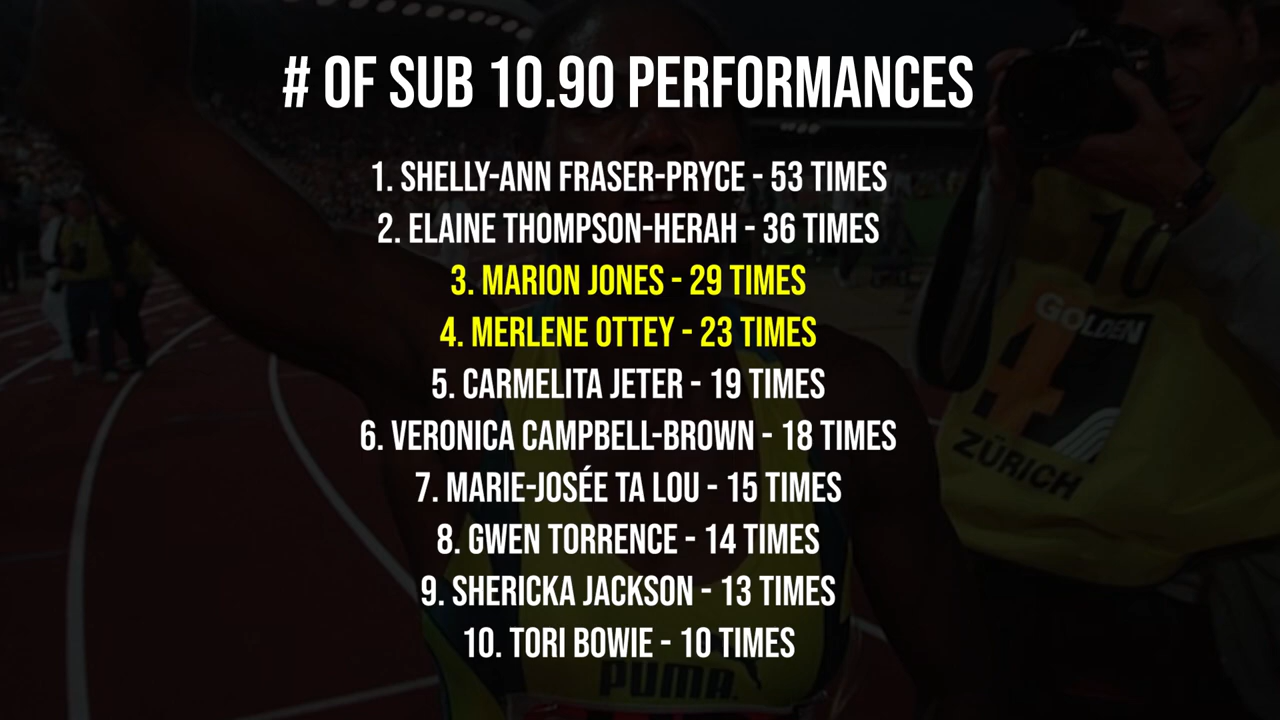 # OF SUB 10.90 PERFORMANCES
1. SHELLY-ANN FRASER-PRYCE - 53 TIMES
2. ELAINE THOMPSON-HERAH - 36 TIMES
3. MARION JONES - 29 TIMES
4. MERLENE OTTEY - 23 TIMES
5. CARMELITA JETER - 19 TIMES
6. VERONICA CAMPBELL-BROWN - 18 TIMES
7. MARIE-JOSÉE TA LOU - 15 TIMES
8. GWEN TORRENCE - 14 TIMES
9. SHERICKA JACKSON - 13 TIMES
10. TORI BOWIE - 10 TIMES
10
GOLDEN
4
ZÜRICH
PUMA